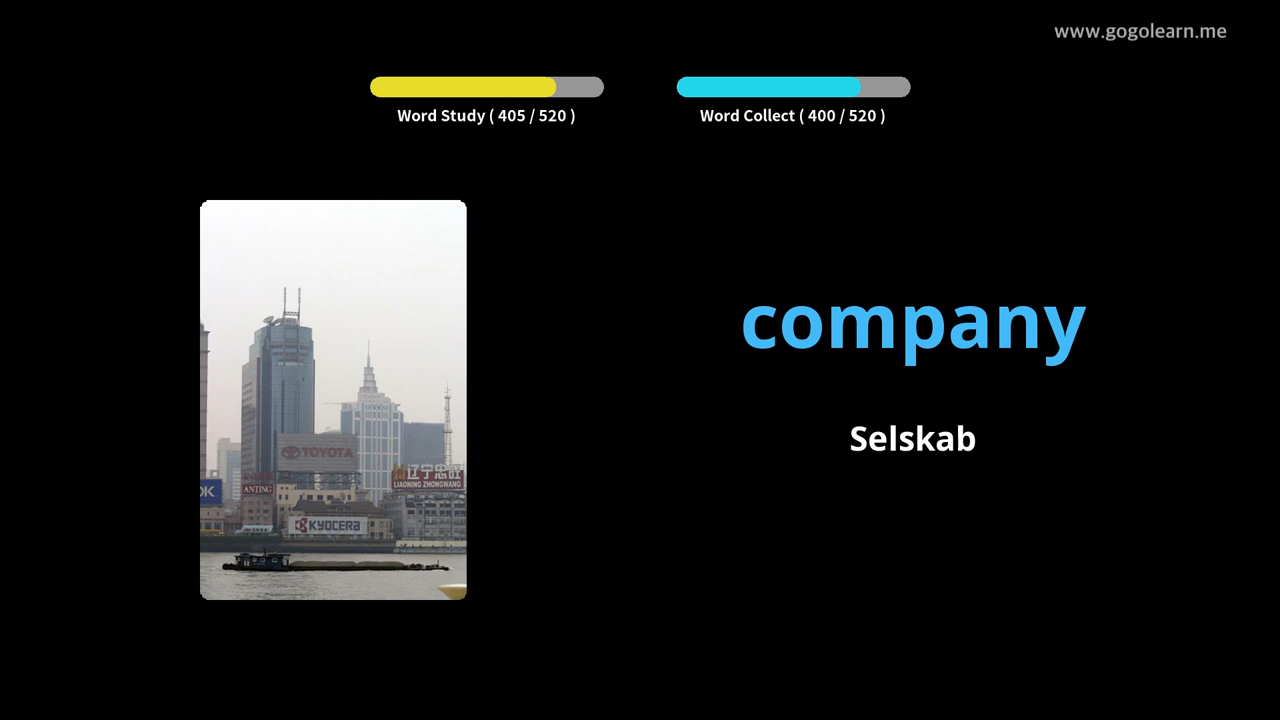 www.gogolearn.me
Word Study ( 405 / 520 )
Word Collect ( 400 / 520 )
company
Selskab
TOYOTA
辽宁忠旺
LIAONING ZHONGWANG
OK
ANTING
KYOCERA